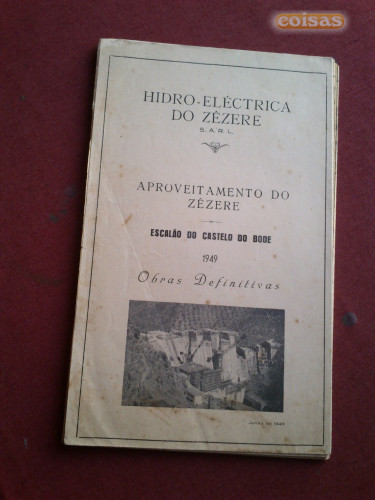 coisas
HIDRO-ELÉCTRICA
DO ZÊZERE
S. A. R. L.
APROVEITAMENTO DO
ZÊZERE
ESCALÃO DO CASTELO DO BODE
1949
Obras Definitivas